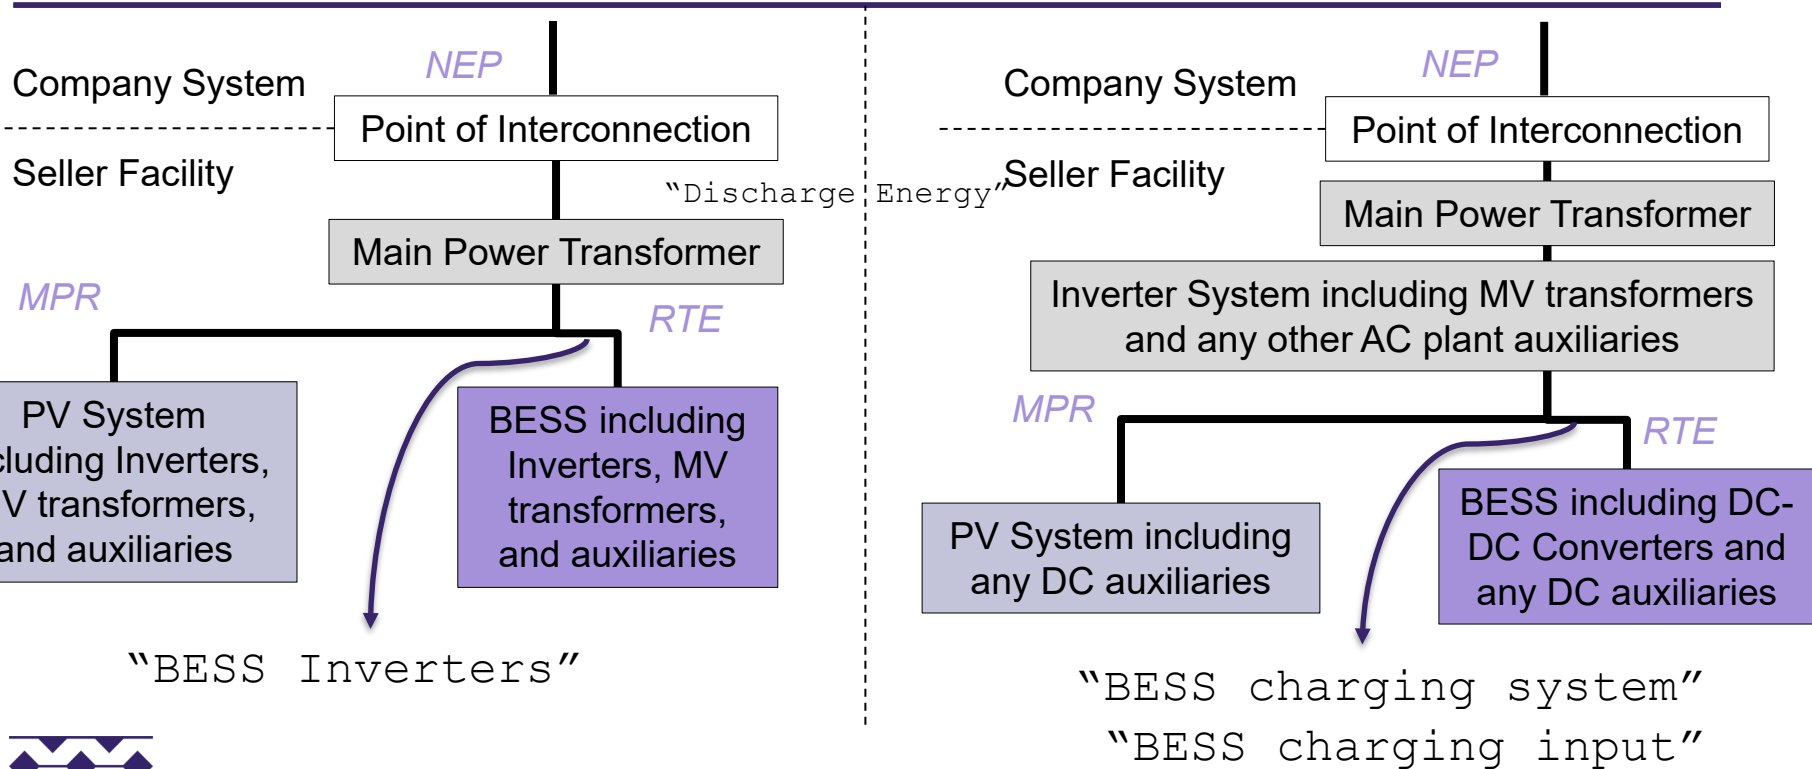 NEP
Company System
Point of Interconnection
Seller Facility
Main Power Transformer
MPR
RTE
PV System
cluding Inverters,
V transformers,
and auxiliaries
BESS including
Inverters, MV
transformers,
and auxiliaries
“BESS Inverters”
“Discharge Energy”
NEP
Company System
Point of Interconnection
Seller Facility
Main Power Transformer
Inverter System including MV transformers
and any other AC plant auxiliaries
MPR
RTE
PV System including
any DC auxiliaries
BESS including DC-
DC Converters and
any DC auxiliaries
“BESS charging system”
“BESS charging input”